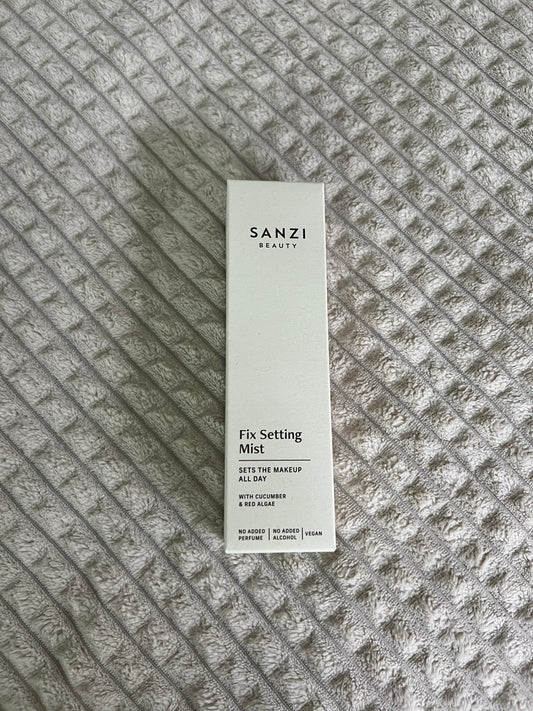 SANZI
BEAUTY
Fix Setting
Mist
SETS THE MAKEUP
ALL DAY
WITH CUCUMBER
& RED ALGAE
NO ADDED
PERFUME
NO ADDED
ALCOHOL
VEGAN